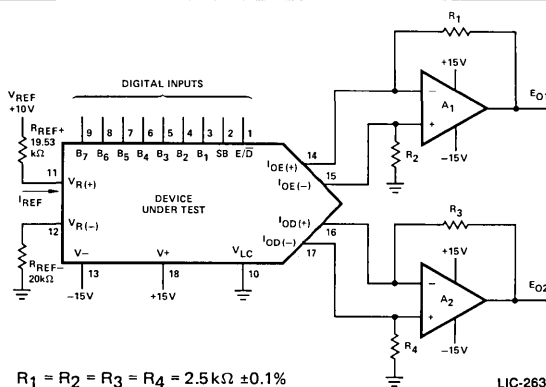 DIGITAL INPUTS
VREF
+10V
RREF+
19.53
kΩ
9 8 7 6 5 4 3 2 1
B7 B6 B5 B4 B3 B2 B1 SB E/D̅
11
VR(+)
IREF
12
VR(−)
RREF−
20kΩ
DEVICE
UNDER TEST
V−
V+
VLC
13
18
10
−15V
+15V
14
IOE(+)
IOE(−)
15
IOD(+)
16
IOD(−)
17
R1
+15V
−
A1
+
EO1
R2
−15V
R3
+15V
−
A2
+
EO2
R4
−15V
R1 = R2 = R3 = R4 = 2.5kΩ ±0.1%
LIC-263